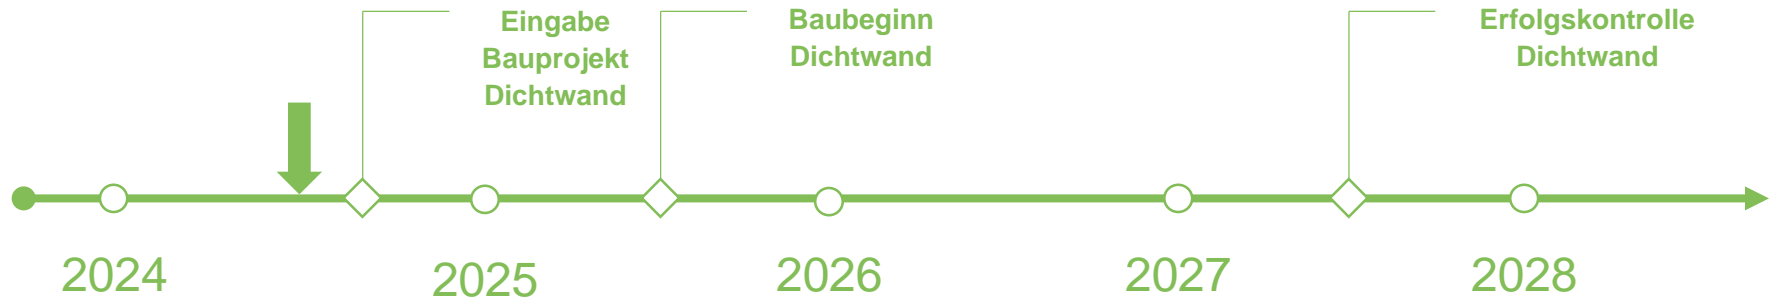 Eingabe
Bauprojekt
Dichtwand
Baubeginn
Dichtwand
Erfolgskontrolle
Dichtwand
2024
2025
2026
2027
2028